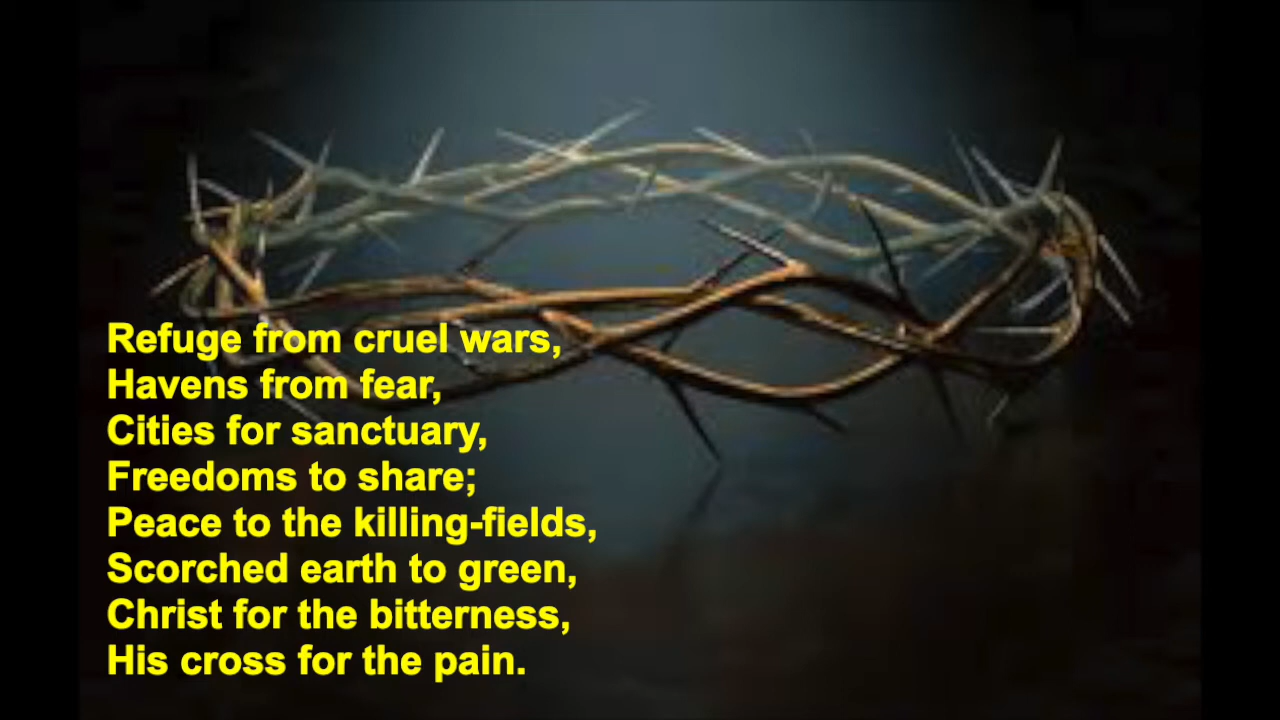 Refuge from cruel wars,
Havens from fear,
Cities for sanctuary,
Freedoms to share;
Peace to the killing-fields,
Scorched earth to green,
Christ for the bitterness,
His cross for the pain.